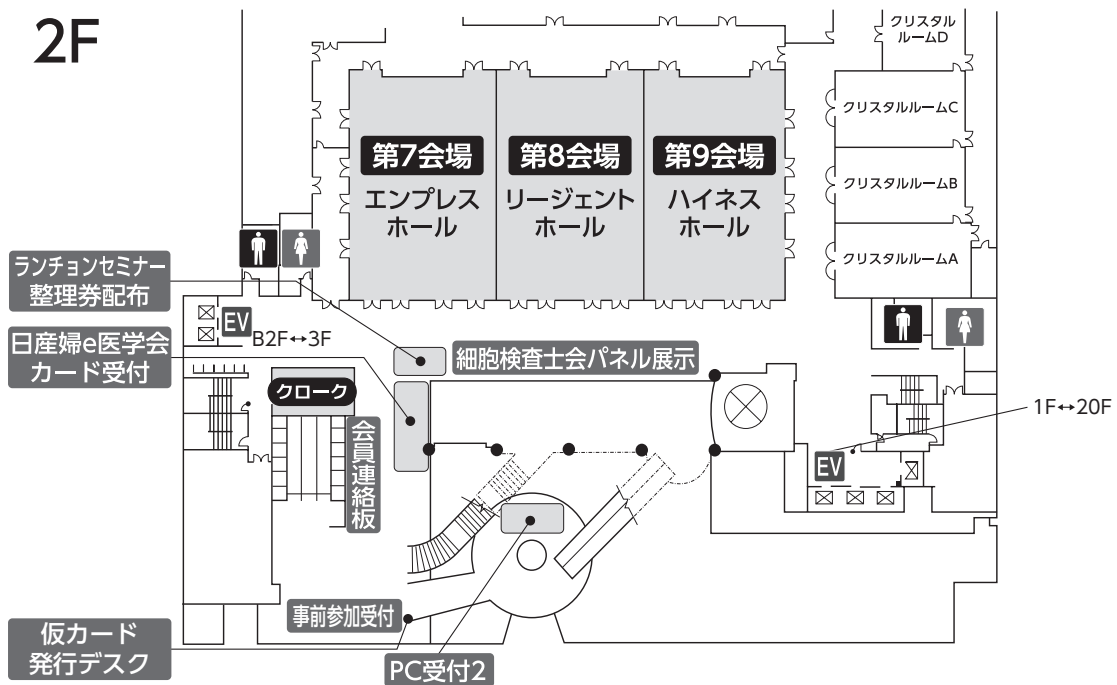 2F
クリスタル
ルームD
クリスタルルームC
クリスタルルームB
クリスタルルームA
第7会場
エンプレス
ホール
第8会場
リージェント
ホール
第9会場
ハイネス
ホール
ランチョンセミナー
整理券配布
EV
B2F↔3F
日産婦e医学会
カード受付
細胞検査士会パネル展示
クローク
会員連絡板
1F↔20F
EV
事前参加受付
仮カード
発行デスク
PC受付2